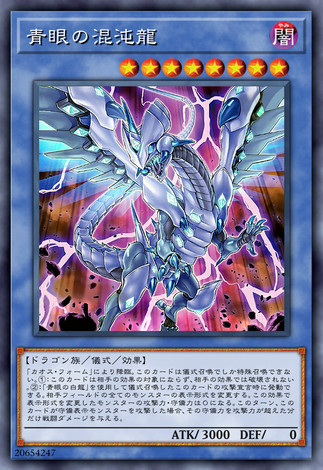 青眼の混沌龍
闇
やみ
【ドラゴン族／儀式／効果】
「カオス・フォーム」により降臨。このカードは儀式召喚でしか特殊召喚できな
い。①：このカードは相手の効果の対象にならず、相手の効果では破壊されない
。②：「青眼の白龍」を使用して儀式召喚したこのカードの攻撃宣言時に発動で
きる。相手フィールドの全てのモンスターの表示形式を変更する。この効果で
表示形式を変更したモンスターの攻撃力・守備力は０になる。このターン、この
カードが守備表示モンスターを攻撃した場合、その守備力を攻撃力が超えた分
だけ戦闘ダメージを与える。
ATK/ 3000 DEF/ 0
20654247